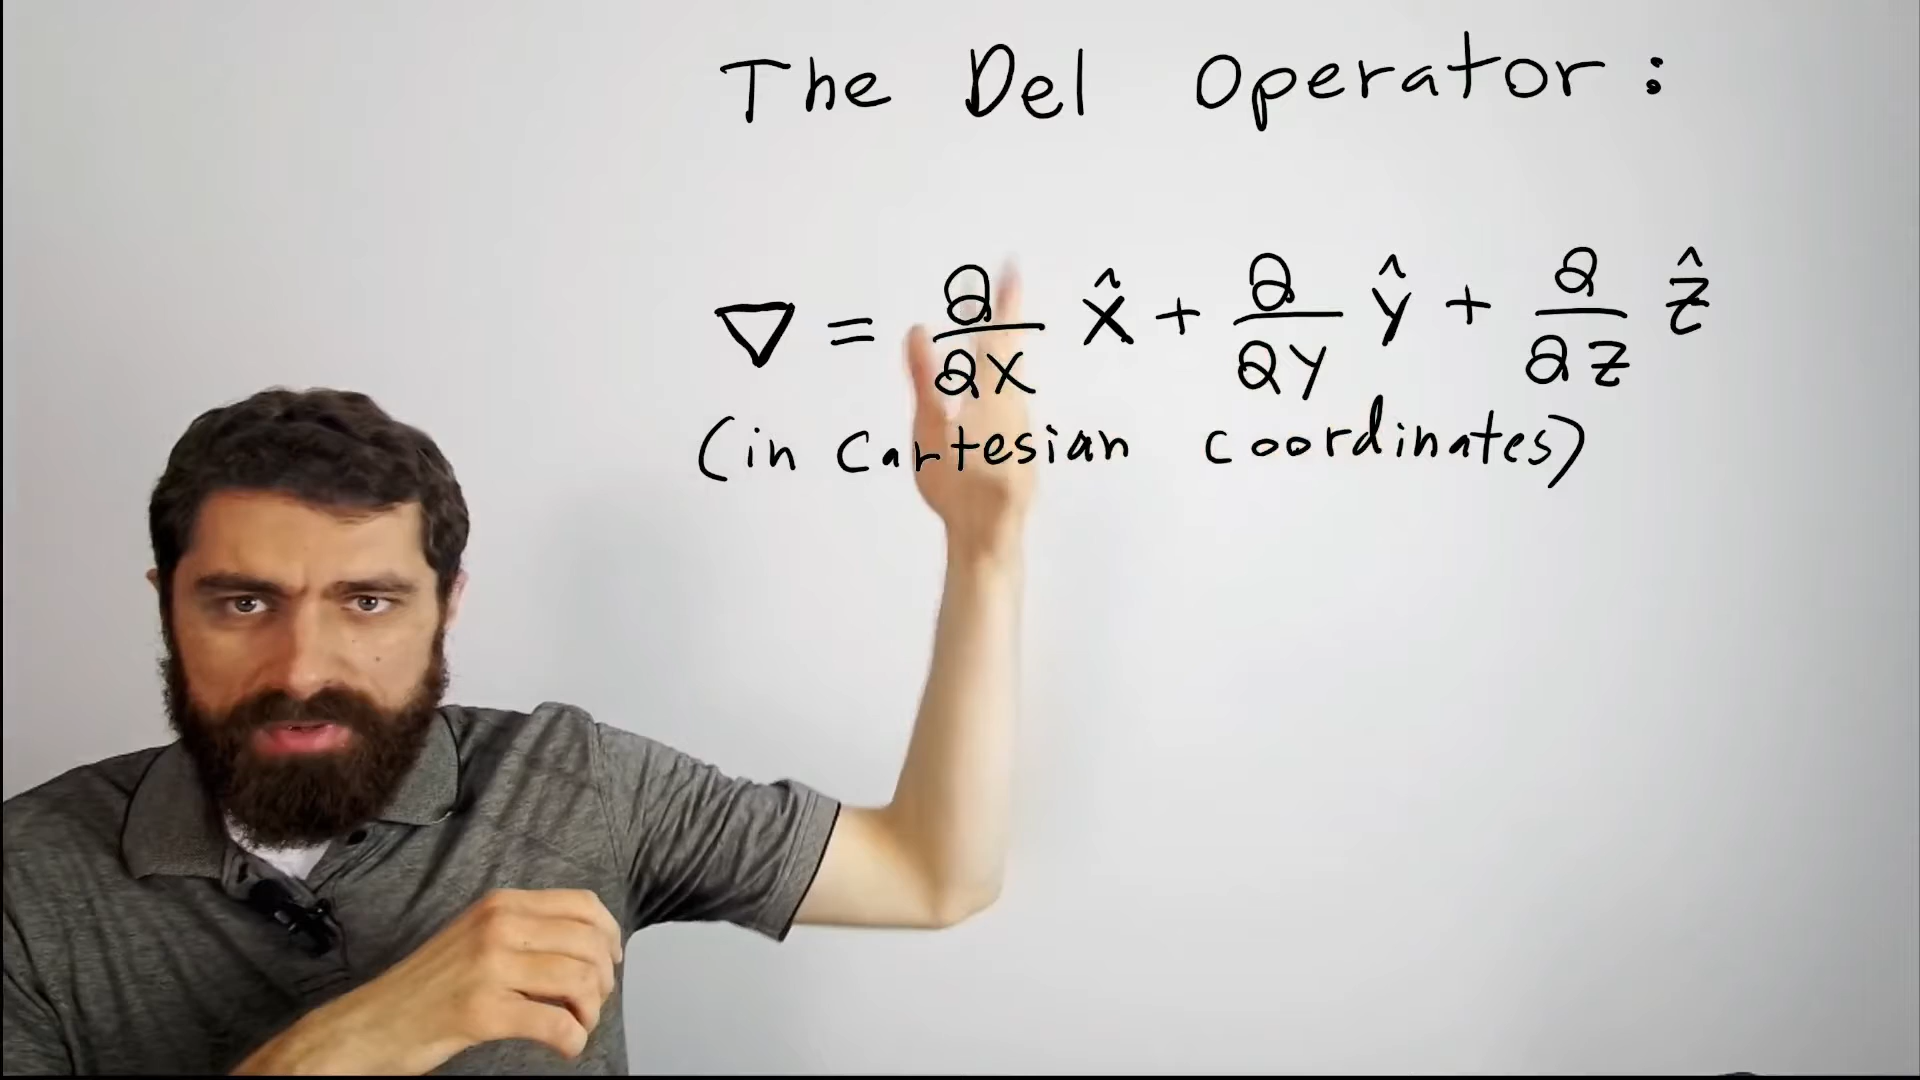 The Del Operator:
∇ = ∂/∂x x̂ + ∂/∂y ŷ + ∂/∂z ẑ
(in Cartesian coordinates)